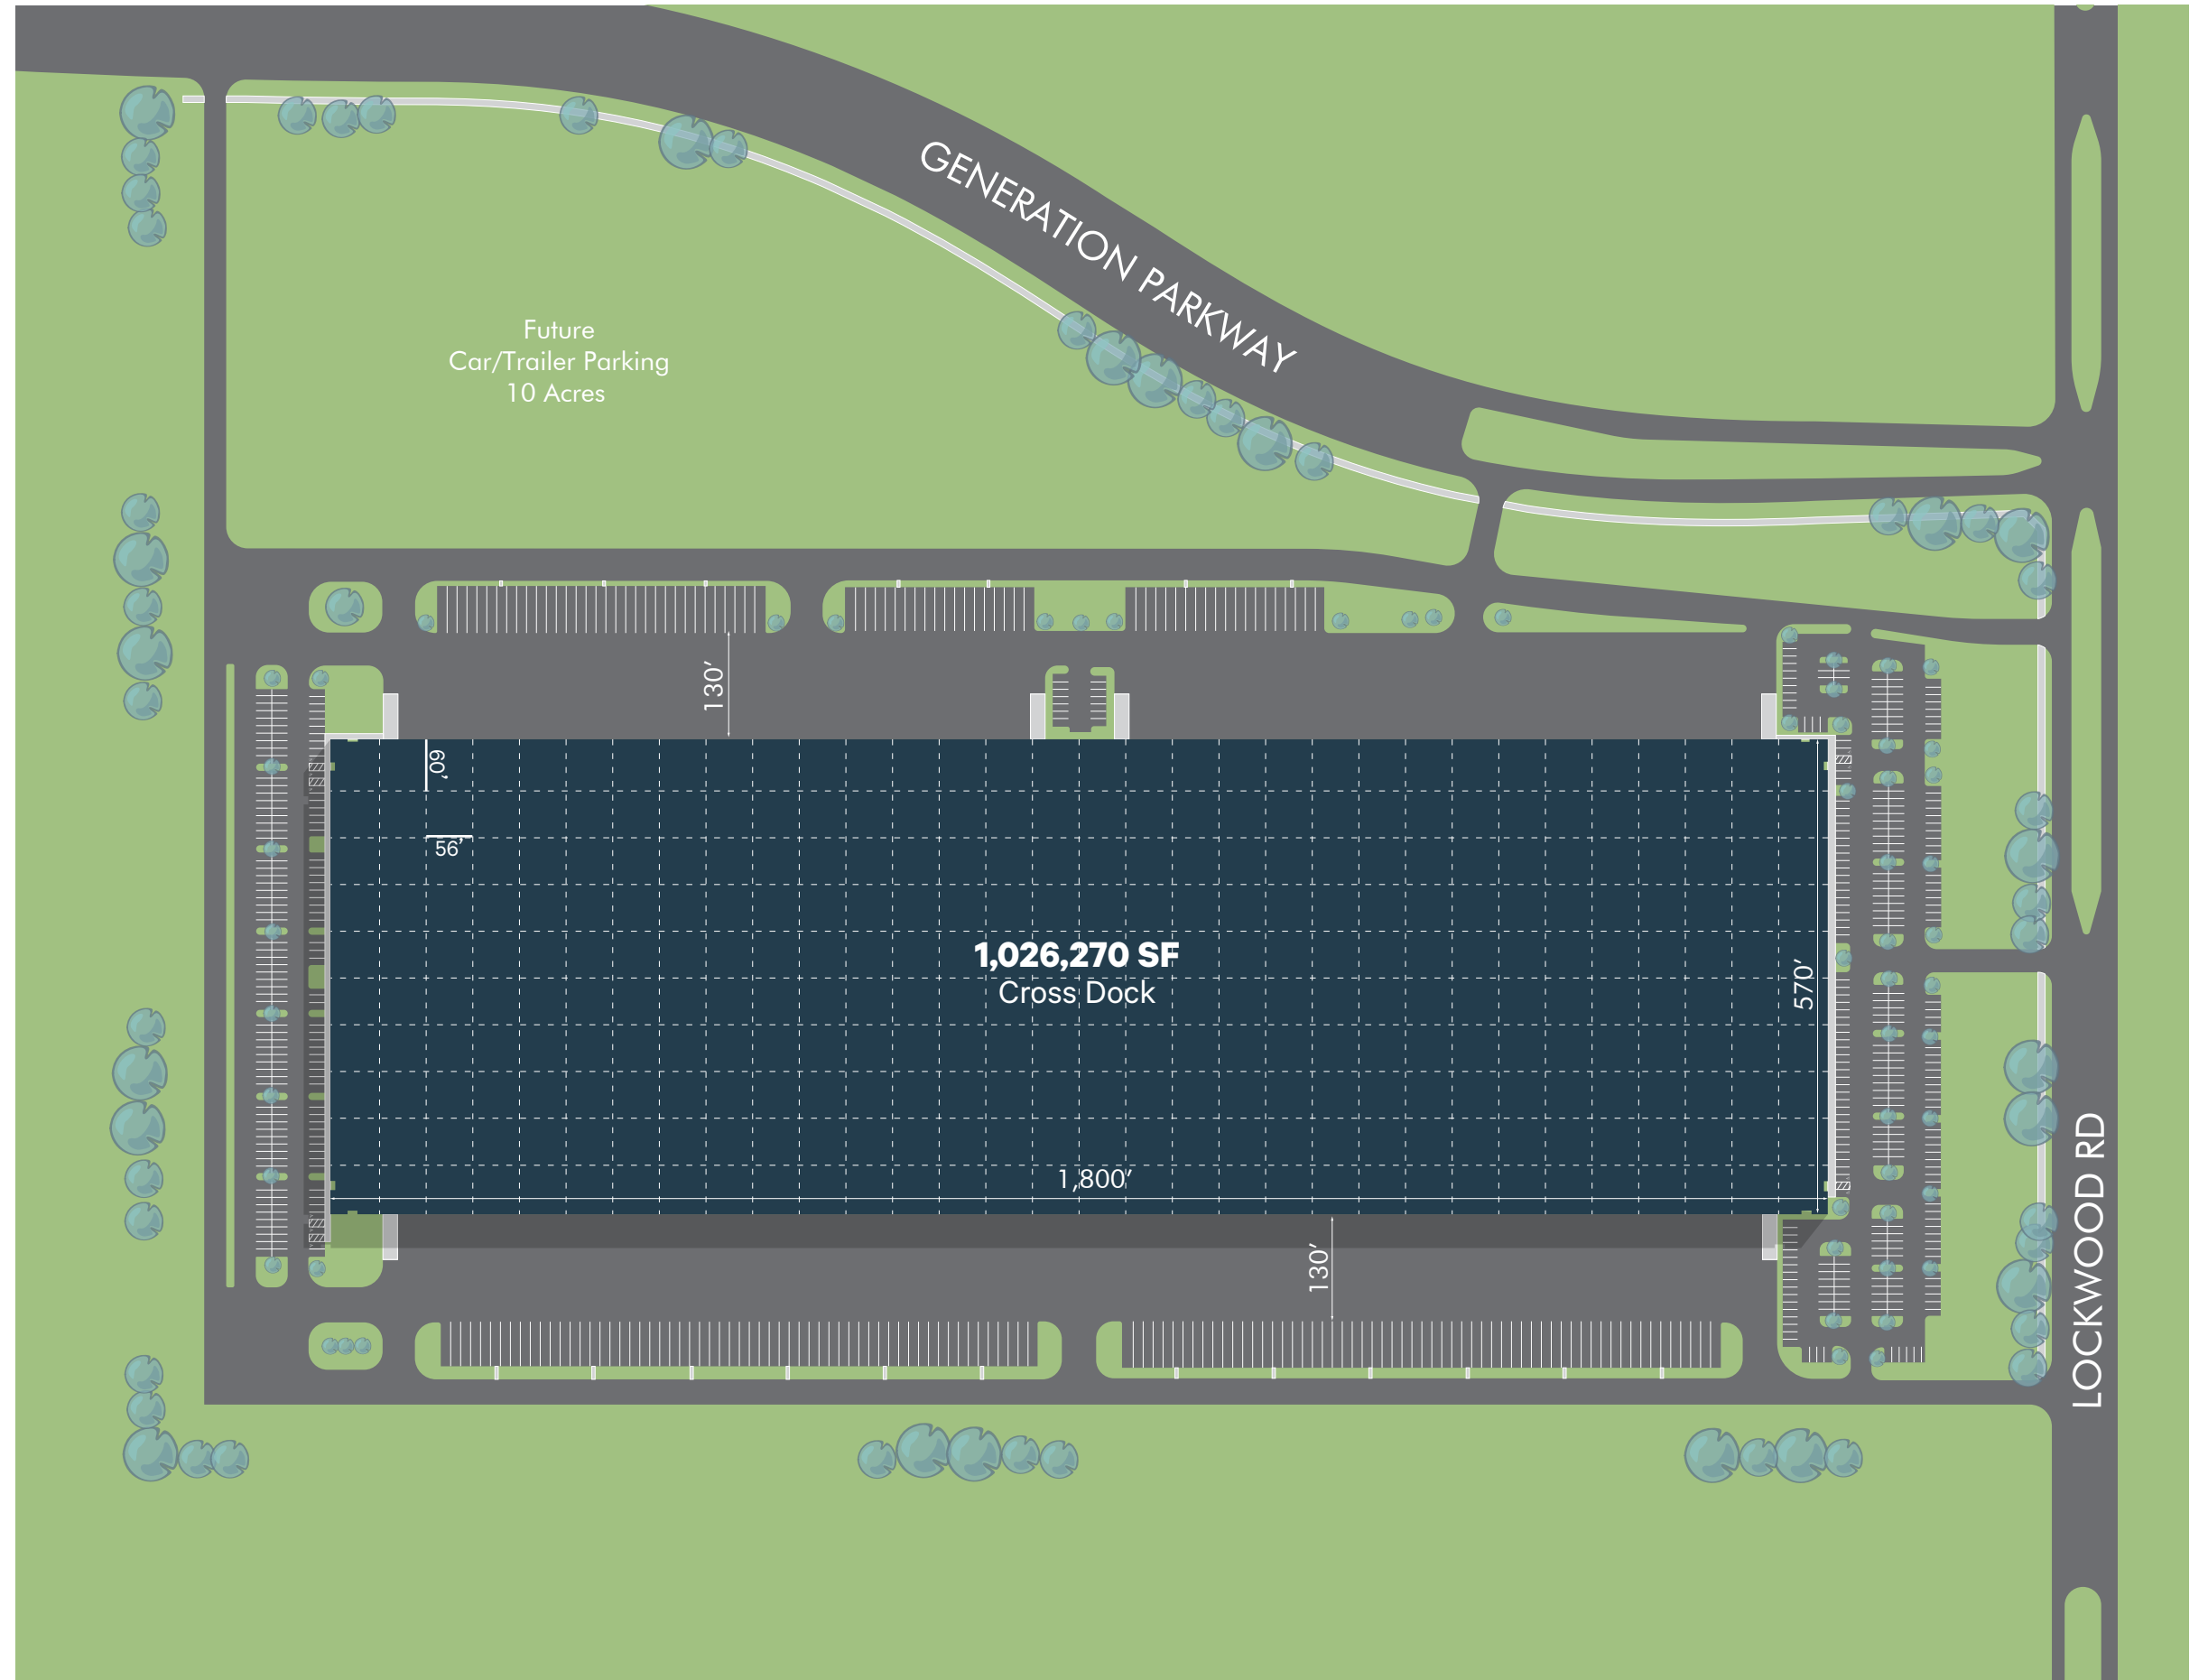 GENERATION PARKWAY
Future
Car/Trailer Parking
10 Acres
130’
60’
56’
1,026,270 SF
Cross Dock
570’
1,800’
130’
LOCKWOOD RD